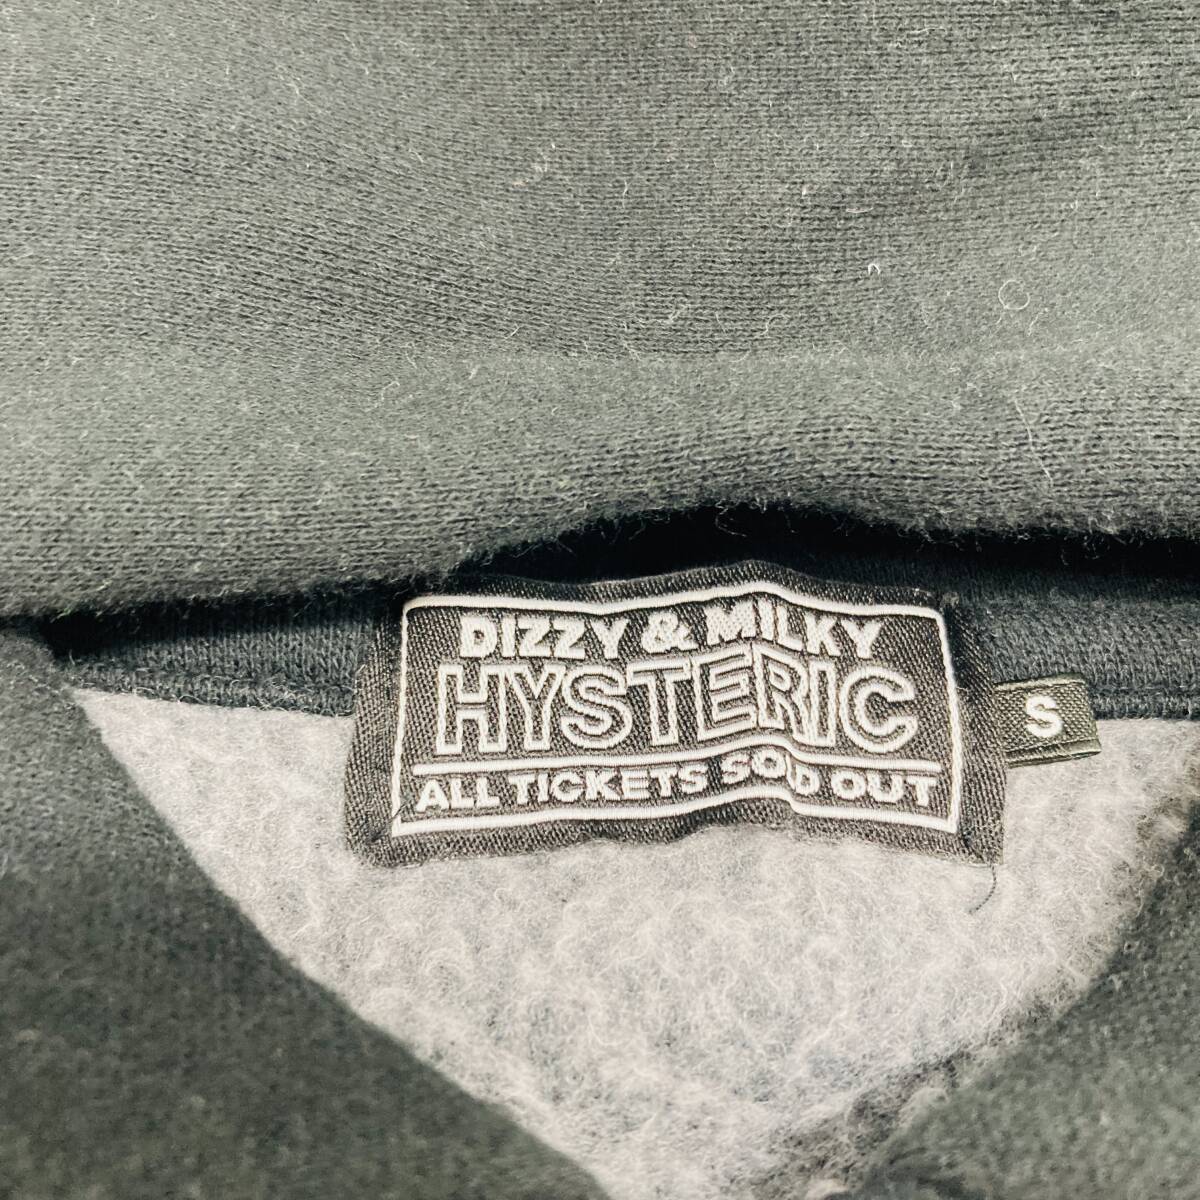 DIZZY & MILKY
HYSTERIC
ALL TICKETS SOLD OUT
S